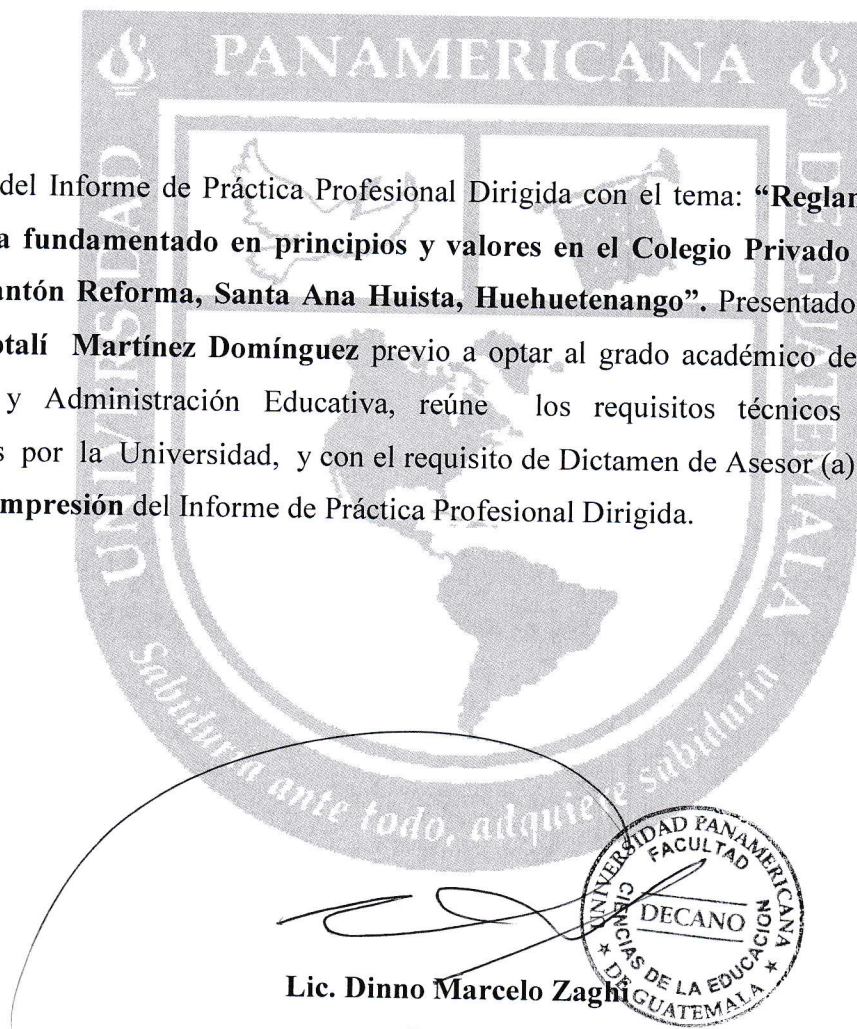 PANAMERICANA
UNIVERSIDAD
DE GUATEMALA
del Informe de Práctica Profesional Dirigida con el tema: “Reglar
a fundamentado en principios y valores en el Colegio Privado
antón Reforma, Santa Ana Huista, Huehuetenango”. Presentado
otalí Martínez Domínguez previo a optar al grado académico de
y Administración Educativa, reúne los requisitos técnicos
s por la Universidad, y con el requisito de Dictamen de Asesor (a)
mpresión del Informe de Práctica Profesional Dirigida.
Sabiduría ante todo, adquiere sabiduría
UNIVERSIDAD PANAMERICANA
FACULTAD
CIENCIAS DE LA EDUCACION
DECANO
* DE GUATEMALA *
Lic. Dinno Marcelo Zaghi